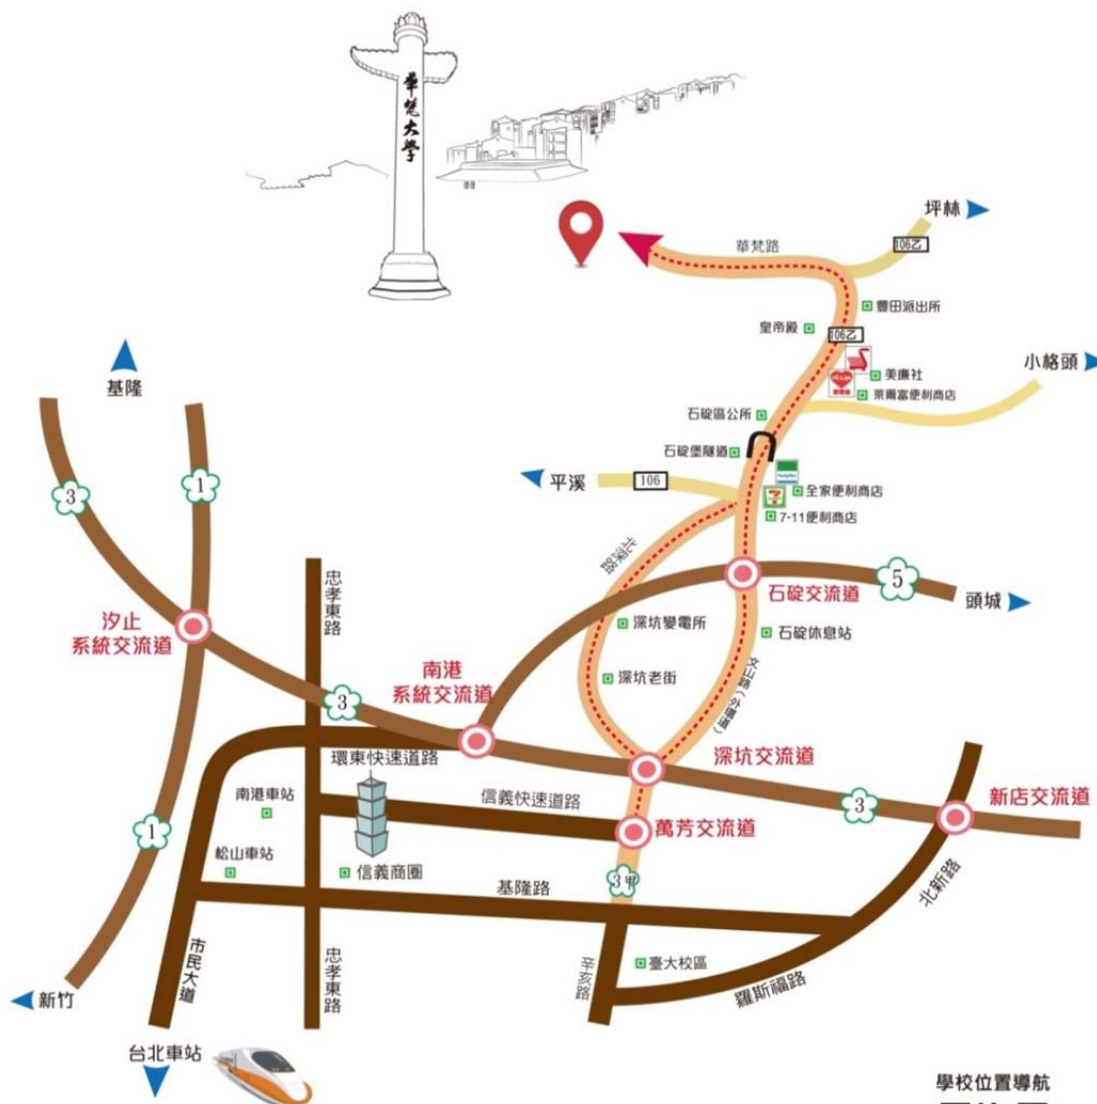 華梵大學
坪林
106乙
華梵路
豐田派出所
皇帝殿
106乙
小格頭
美廉社
萊爾富便利商店
基隆
石碇區公所
石碇堡隧道
平溪
106
全家便利商店
7-11便利商店
3
1
北深路
5
石碇交流道
頭城
忠孝東路
汐止
系統交流道
深坑變電所
石碇休息站
南港
系統交流道
深坑老街
文山路(外環道)
3
環東快速道路
深坑交流道
南港車站
信義快速道路
3
新店交流道
1
萬芳交流道
松山車站
信義商圈
3甲
基隆路
北新路
市民大道
忠孝東路
辛亥路
臺大校區
羅斯福路
新竹
台北車站
學校位置導航